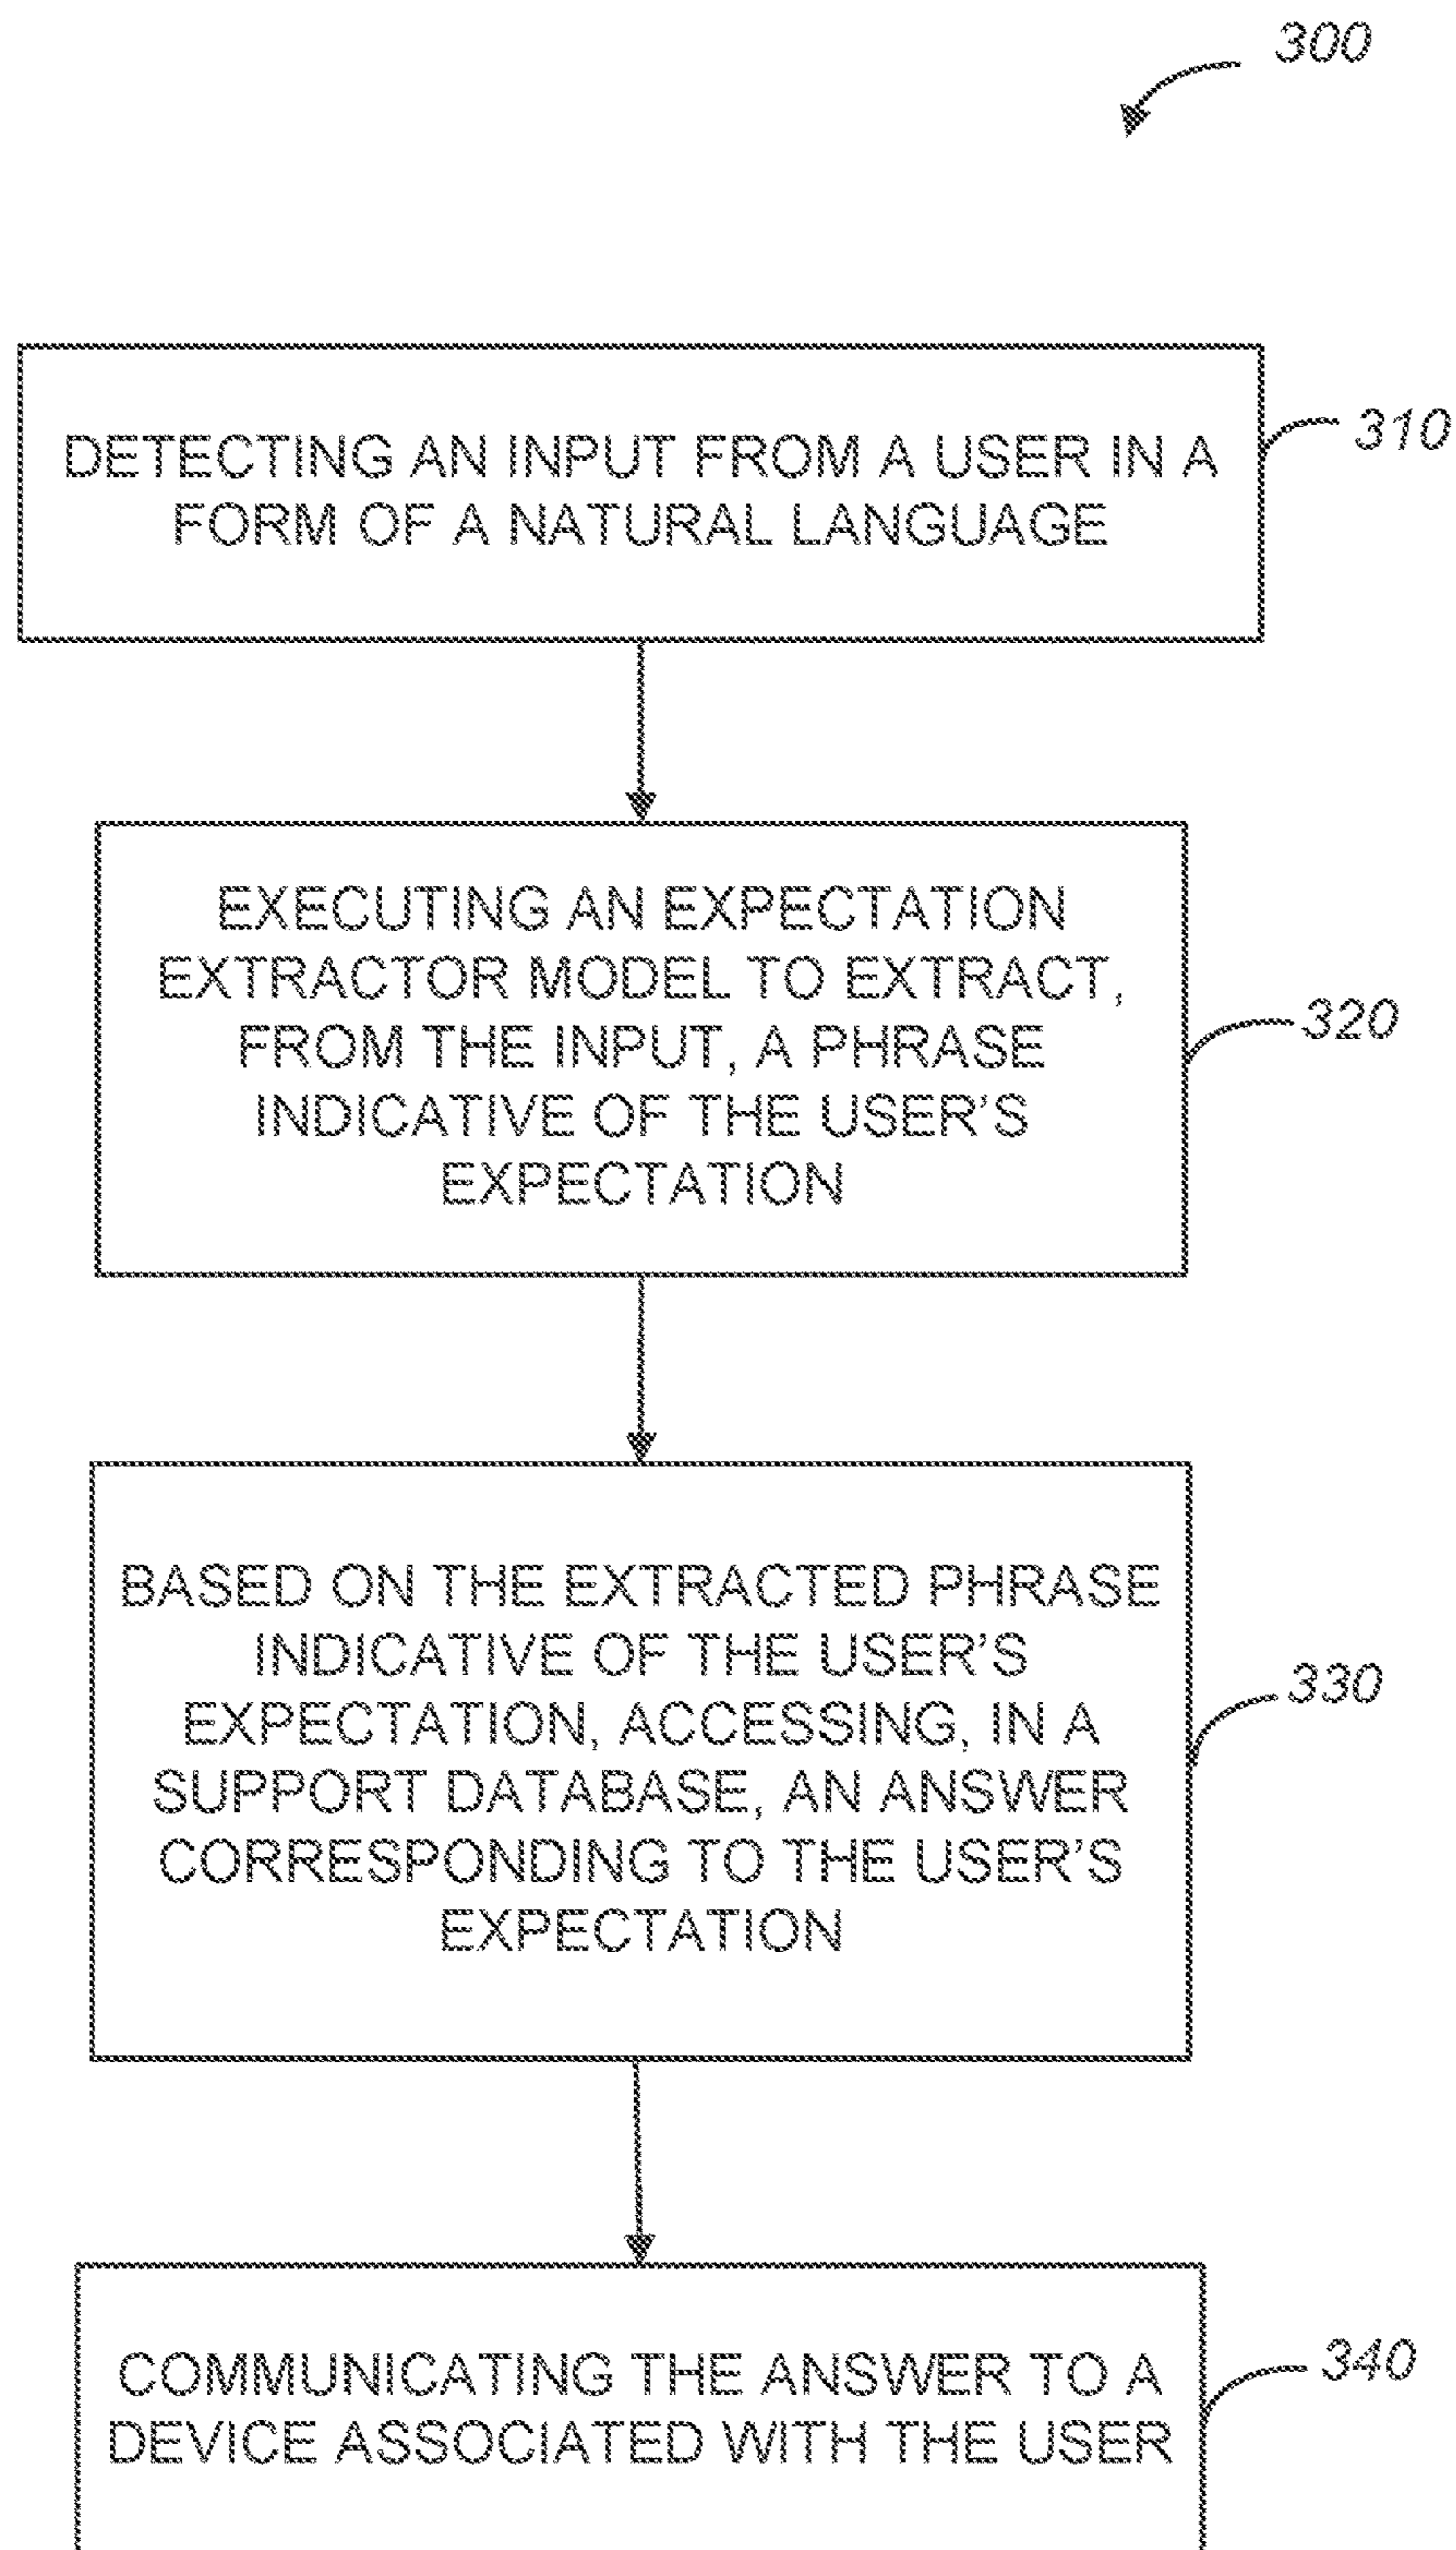 300
DETECTING AN INPUT FROM A USER IN A
FORM OF A NATURAL LANGUAGE
310
EXECUTING AN EXPECTATION
EXTRACTOR MODEL TO EXTRACT,
FROM THE INPUT, A PHRASE
INDICATIVE OF THE USER'S
EXPECTATION
320
BASED ON THE EXTRACTED PHRASE
INDICATIVE OF THE USER'S
EXPECTATION, ACCESSING, IN A
SUPPORT DATABASE, AN ANSWER
CORRESPONDING TO THE USER'S
EXPECTATION
330
COMMUNICATING THE ANSWER TO A
DEVICE ASSOCIATED WITH THE USER
340